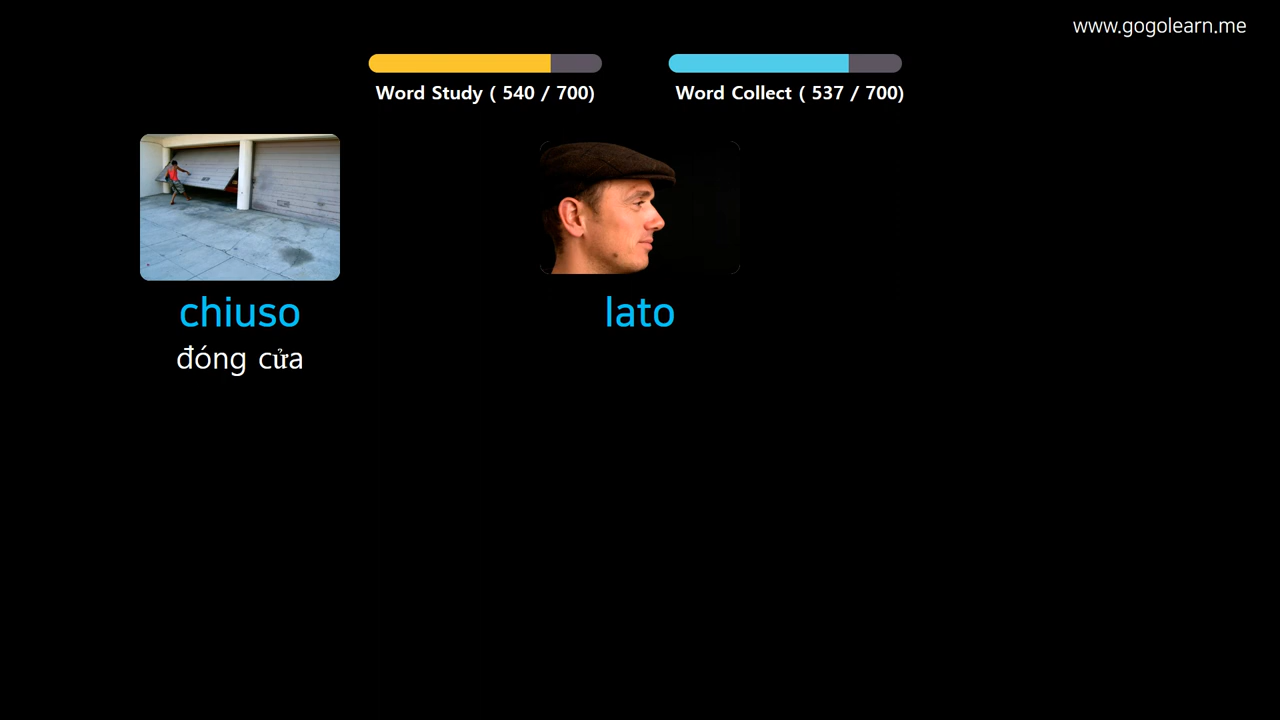 www.gogolearn.me
Word Study ( 540 / 700)
Word Collect ( 537 / 700)
chiuso
lato
đóng cửa